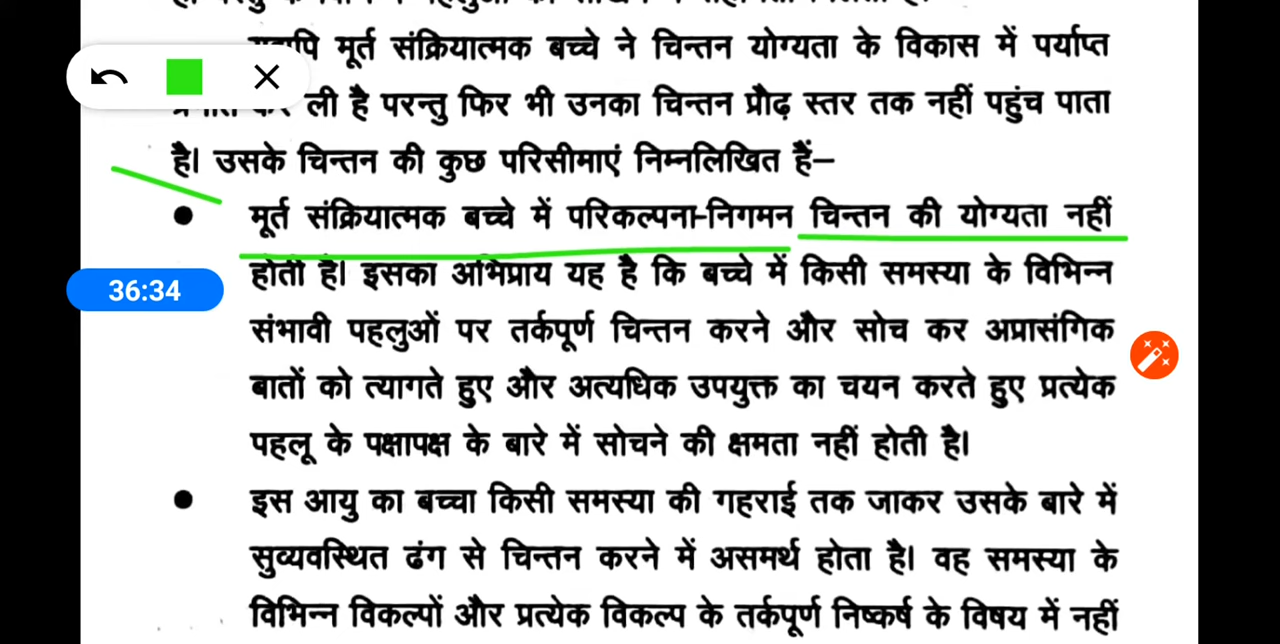 मूर्त संक्रियात्मक बच्चे ने चिन्तन योग्यता के विकास में पर्याप्त
ली है परन्तु फिर भी उनका चिन्तन प्रौढ़ स्तर तक नहीं पहुंच पाता
है। उसके चिन्तन की कुछ परिसीमाएं निम्नलिखित हैं–
● मूर्त संक्रियात्मक बच्चे में परिकल्पना-निगमन चिन्तन की योग्यता नहीं
36:34
होती है। इसका अभिप्राय यह है कि बच्चे में किसी समस्या के विभिन्न
संभावी पहलुओं पर तर्कपूर्ण चिन्तन करने और सोच कर अप्रासंगिक
बातों को त्यागते हुए और अत्यधिक उपयुक्त का चयन करते हुए प्रत्येक
पहलू के पक्षापक्ष के बारे में सोचने की क्षमता नहीं होती है।
● इस आयु का बच्चा किसी समस्या की गहराई तक जाकर उसके बारे में
सुव्यवस्थित ढंग से चिन्तन करने में असमर्थ होता है। वह समस्या के
विभिन्न विकल्पों और प्रत्येक विकल्प के तर्कपूर्ण निष्कर्ष के विषय में नहीं